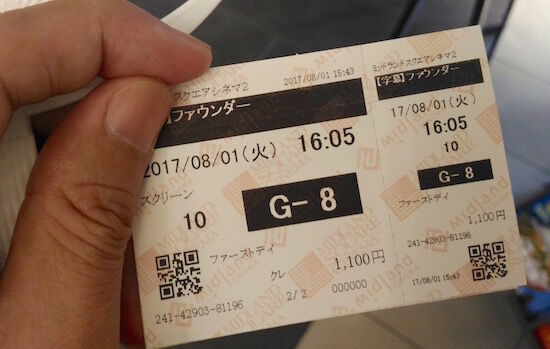 スクエアシネマ2
2017/08/01 15:43
]ファウンダー
2017/08/01(火) 16:05
スクリーン
10
G- 8
ファーストデイ
クレ 1,100円
2/2 000000
241-42903-81196
ミッドランドスクエアシネマ2
[字幕]ファウンダー
17/08/01(火)
16:05
10
G- 8
ファーストデイ
1,100円
241-42903-81196
17/08/01 15:43